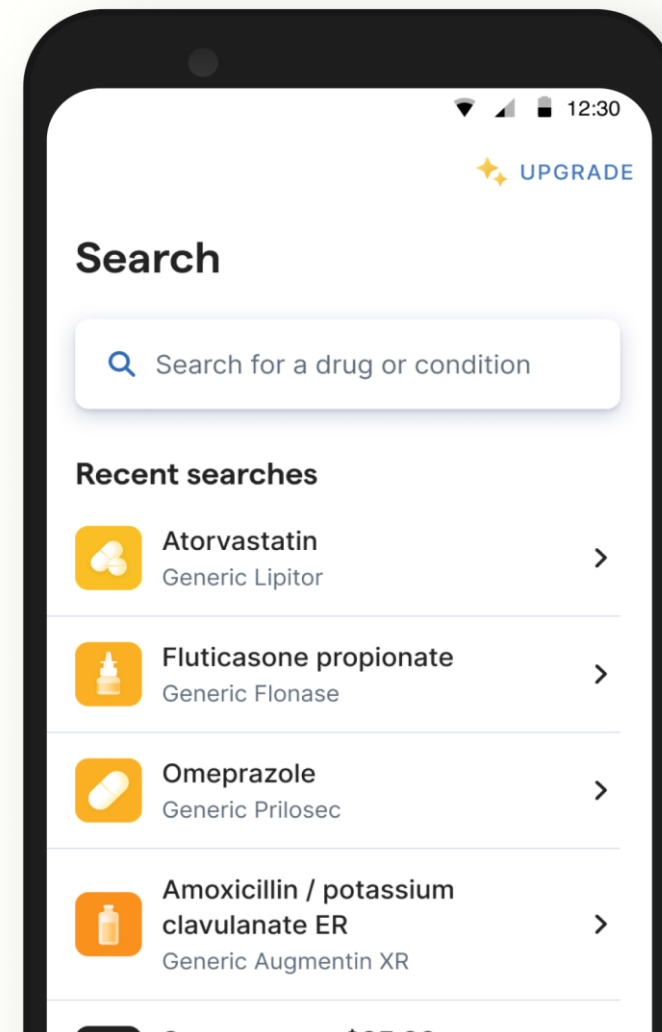 12:30
UPGRADE
Search
Search for a drug or condition
Recent searches
Atorvastatin
Generic Lipitor
Fluticasone propionate
Generic Flonase
Omeprazole
Generic Prilosec
Amoxicillin / potassium
clavulanate ER
Generic Augmentin XR